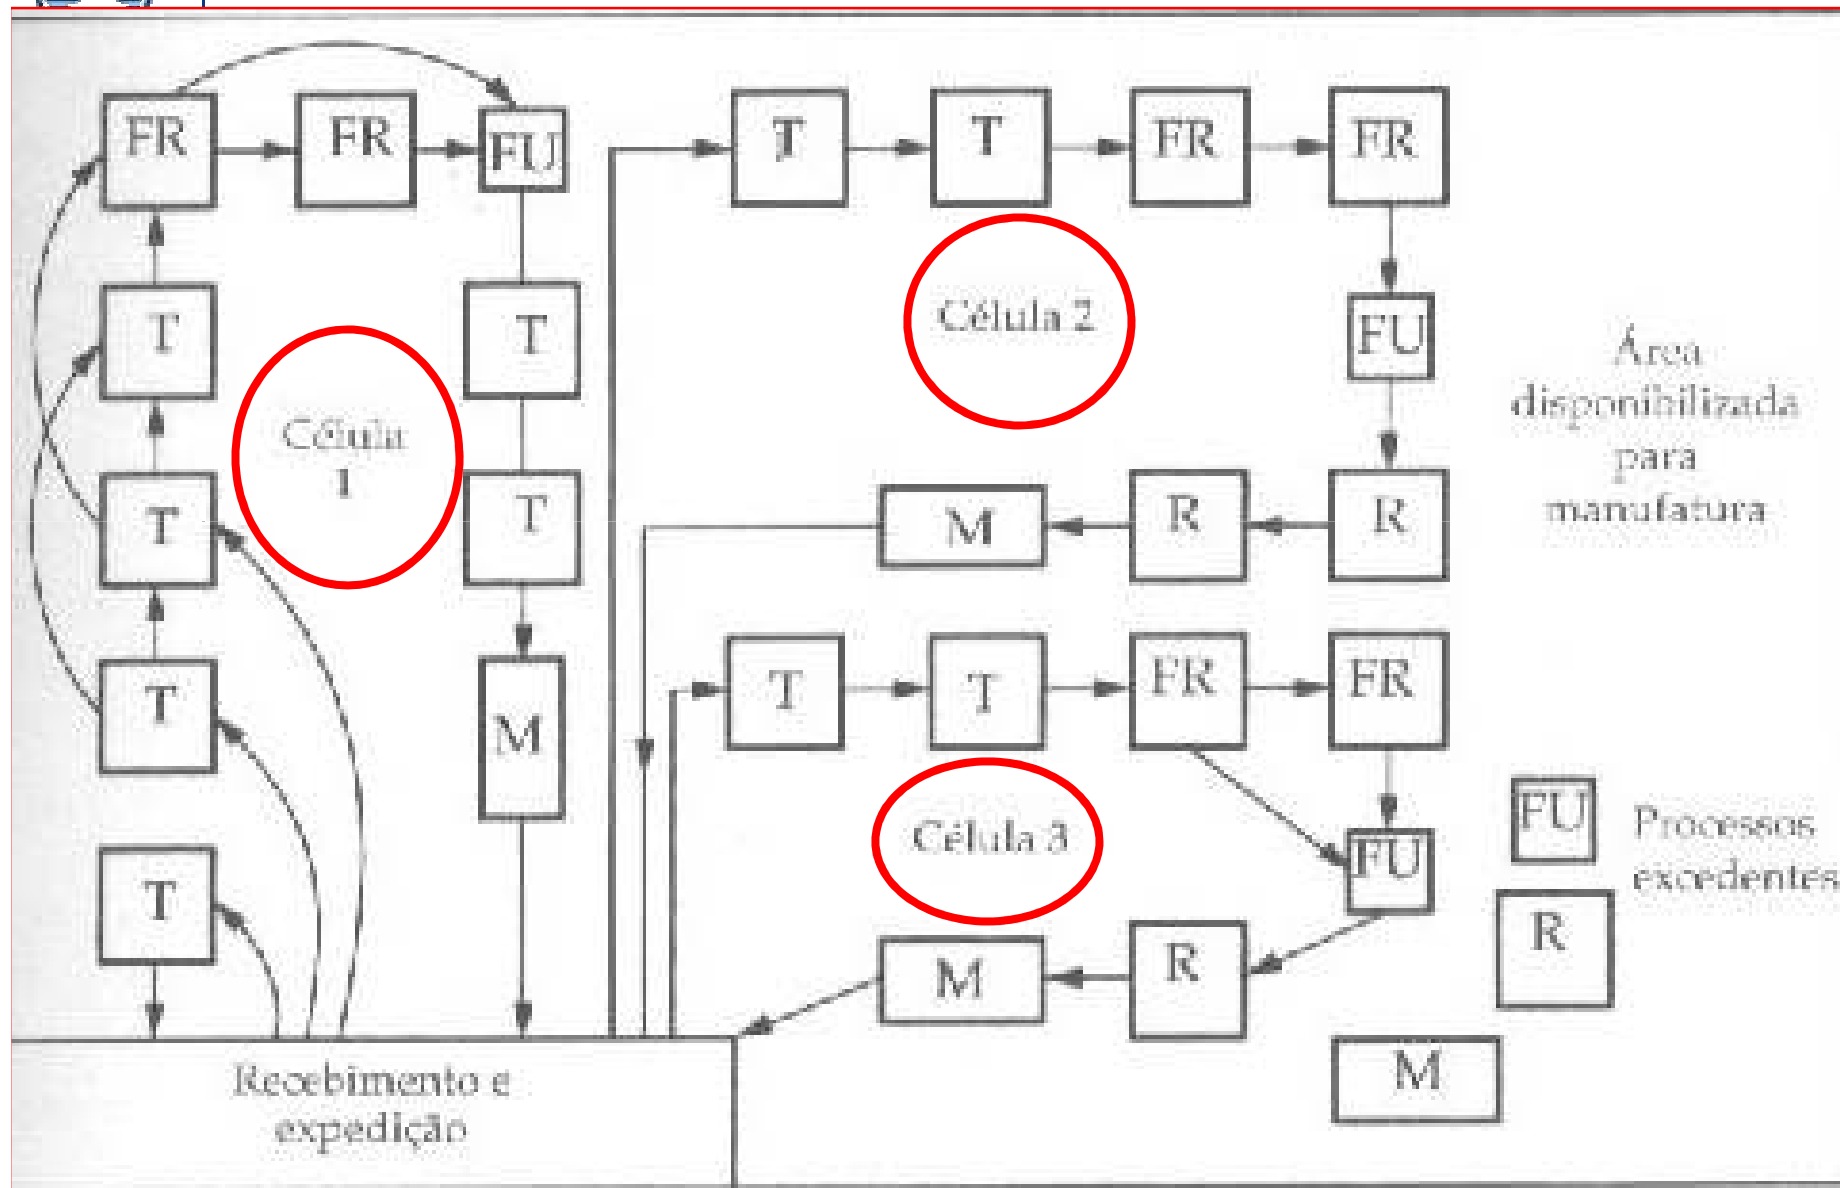 FR
FR
FU
T
T
T
T
T
T
M
Célula
1
T
T
FR
FR
FU
R
R
M
Célula 2
T
T
FR
FR
FU
R
M
Célula 3
Área
disponibilizada
para
manufatura
FU
Processos
excedentes
R
M
Recebimento e
expedição